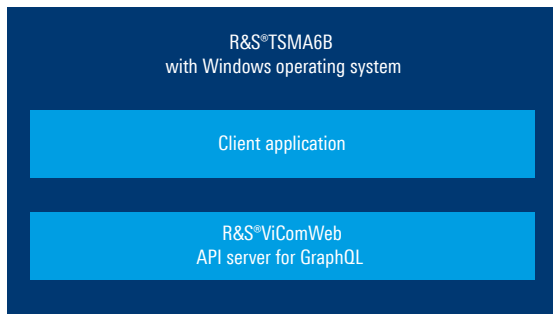 R&S®TSMA6B
with Windows operating system
Client application
R&S®ViComWeb
API server for GraphQL